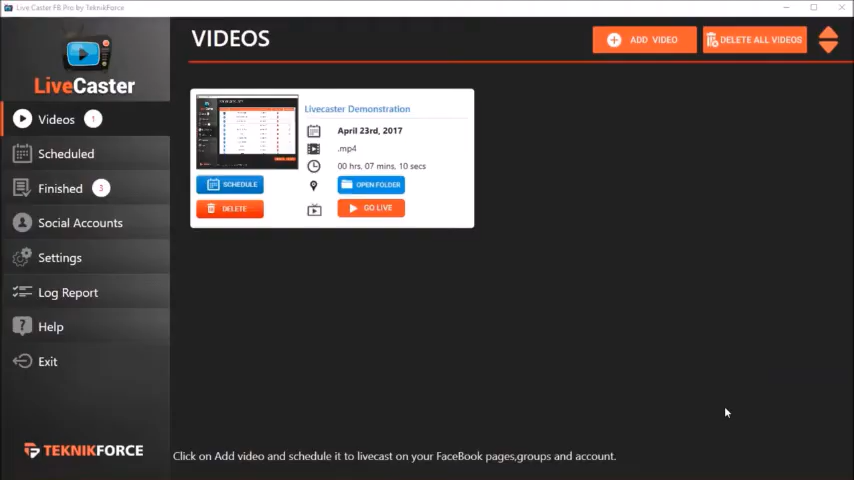 Live Caster FB Pro by TeknikForce
LiveCaster
Videos 1
Scheduled
Finished 3
Social Accounts
Settings
Log Report
Help
Exit
TEKNIKFORCE
VIDEOS
ADD VIDEO
DELETE ALL VIDEOS
Livecaster Demonstration
April 23rd, 2017
.mp4
00 hrs, 07 mins, 10 secs
SCHEDULE
OPEN FOLDER
DELETE
GO LIVE
Click on Add video and schedule it to livecast on your FaceBook pages,groups and account.